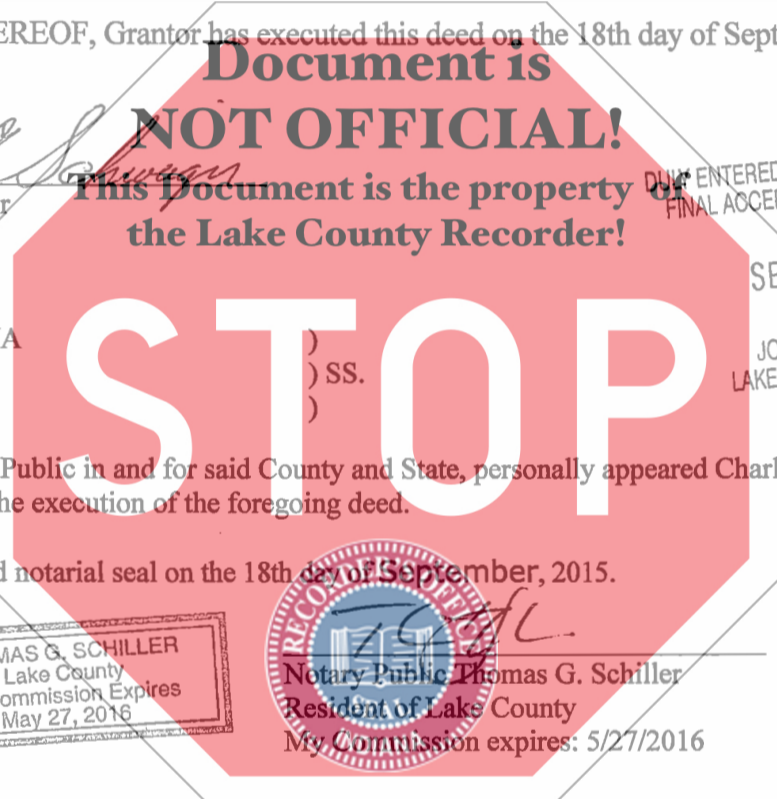 EREOF, Grantor has executed this deed on the 18th day of Sept
Document is
NOT OFFICIAL!
This Document is the property of
the Lake County Recorder!
DULY ENTERED
FINAL ACCE
r
SE
STOP
A
)
) SS.
)
JO
LAKE
Public in and for said County and State, personally appeared Charl
he execution of the foregoing deed.
d notarial seal on the 18th day of September, 2015.
RECORDER'S OFFICE
MAS G. SCHILLER
Lake County
ommission Expires
May 27, 2016
Notary Public Thomas G. Schiller
Resident of Lake County
My Commission expires: 5/27/2016
INDIANA